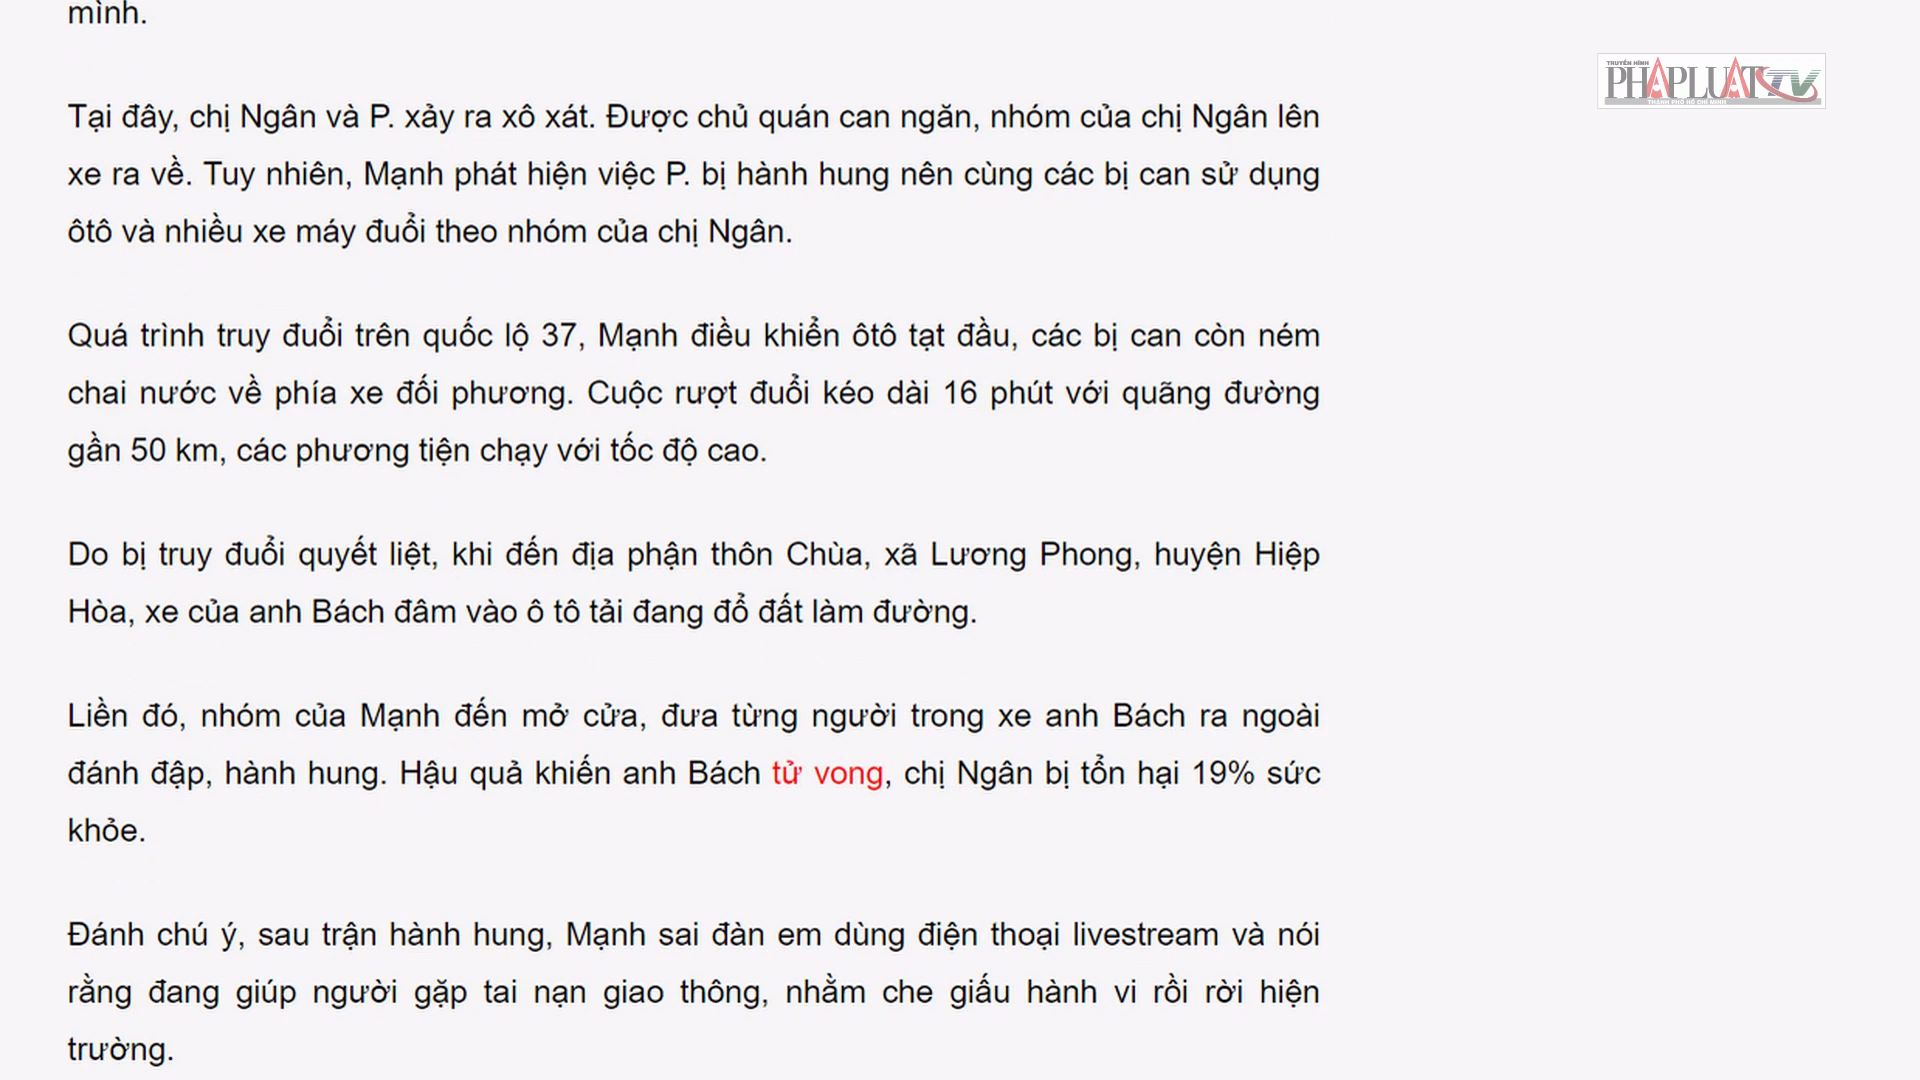 mình.
TRUYỀN HÌNH
PHAPLUAT TV
THÀNH PHỐ HỒ CHÍ MINH
Tại đây, chị Ngân và P. xảy ra xô xát. Được chủ quán can ngăn, nhóm của chị Ngân lên
xe ra về. Tuy nhiên, Mạnh phát hiện việc P. bị hành hung nên cùng các bị can sử dụng
ôtô và nhiều xe máy đuổi theo nhóm của chị Ngân.
Quá trình truy đuổi trên quốc lộ 37, Mạnh điều khiển ôtô tạt đầu, các bị can còn ném
chai nước về phía xe đối phương. Cuộc rượt đuổi kéo dài 16 phút với quãng đường
gần 50 km, các phương tiện chạy với tốc độ cao.
Do bị truy đuổi quyết liệt, khi đến địa phận thôn Chùa, xã Lương Phong, huyện Hiệp
Hòa, xe của anh Bách đâm vào ô tô tải đang đổ đất làm đường.
Liền đó, nhóm của Mạnh đến mở cửa, đưa từng người trong xe anh Bách ra ngoài
đánh đập, hành hung. Hậu quả khiến anh Bách tử vong, chị Ngân bị tổn hại 19% sức
khỏe.
Đánh chú ý, sau trận hành hung, Mạnh sai đàn em dùng điện thoại livestream và nói
rằng đang giúp người gặp tai nạn giao thông, nhằm che giấu hành vi rồi rời hiện
trường.